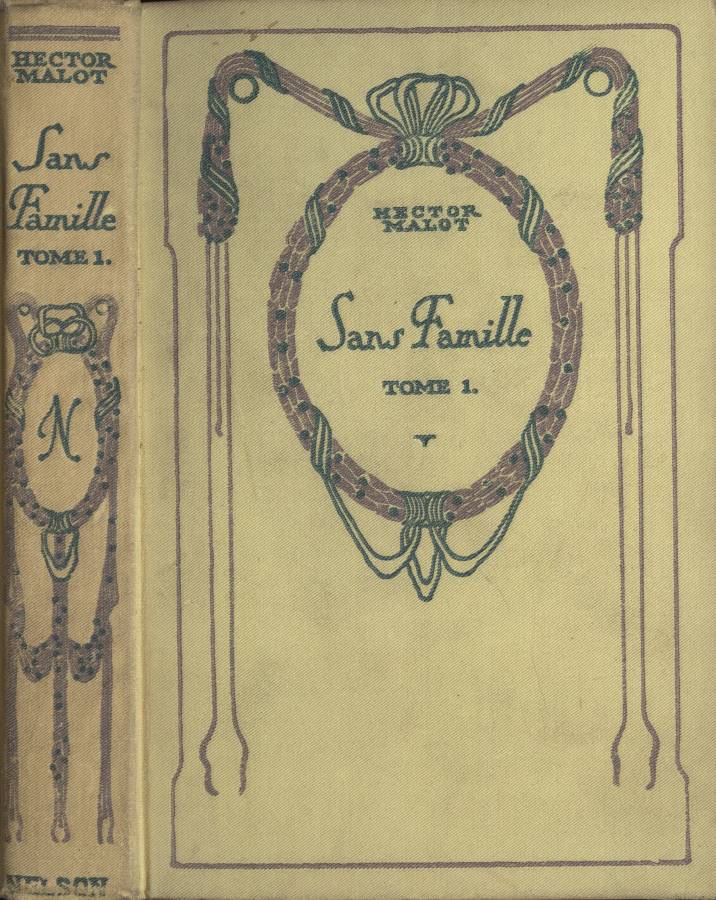 HECTOR
MALOT
Sans
Famille
TOME 1.
N
NELSON
HECTOR
MALOT
Sans Famille
TOME 1.